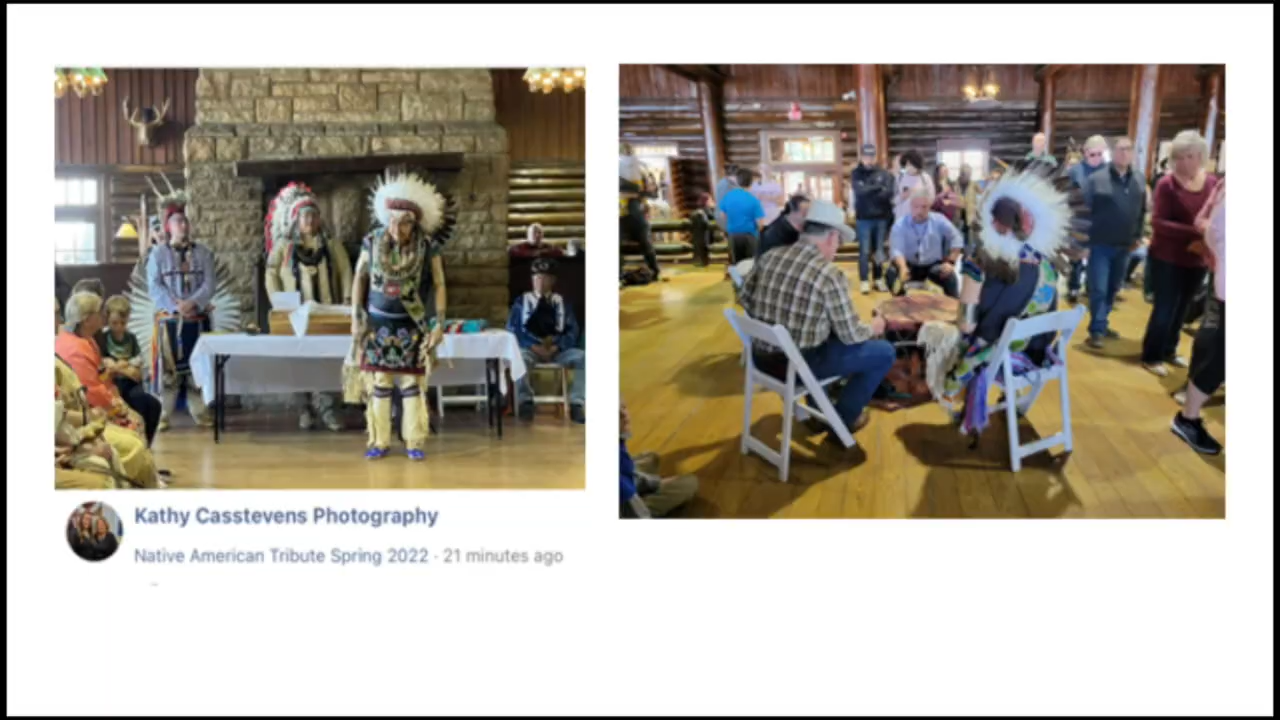 Kathy Casstevens Photography
Native American Tribute Spring 2022 · 21 minutes ago